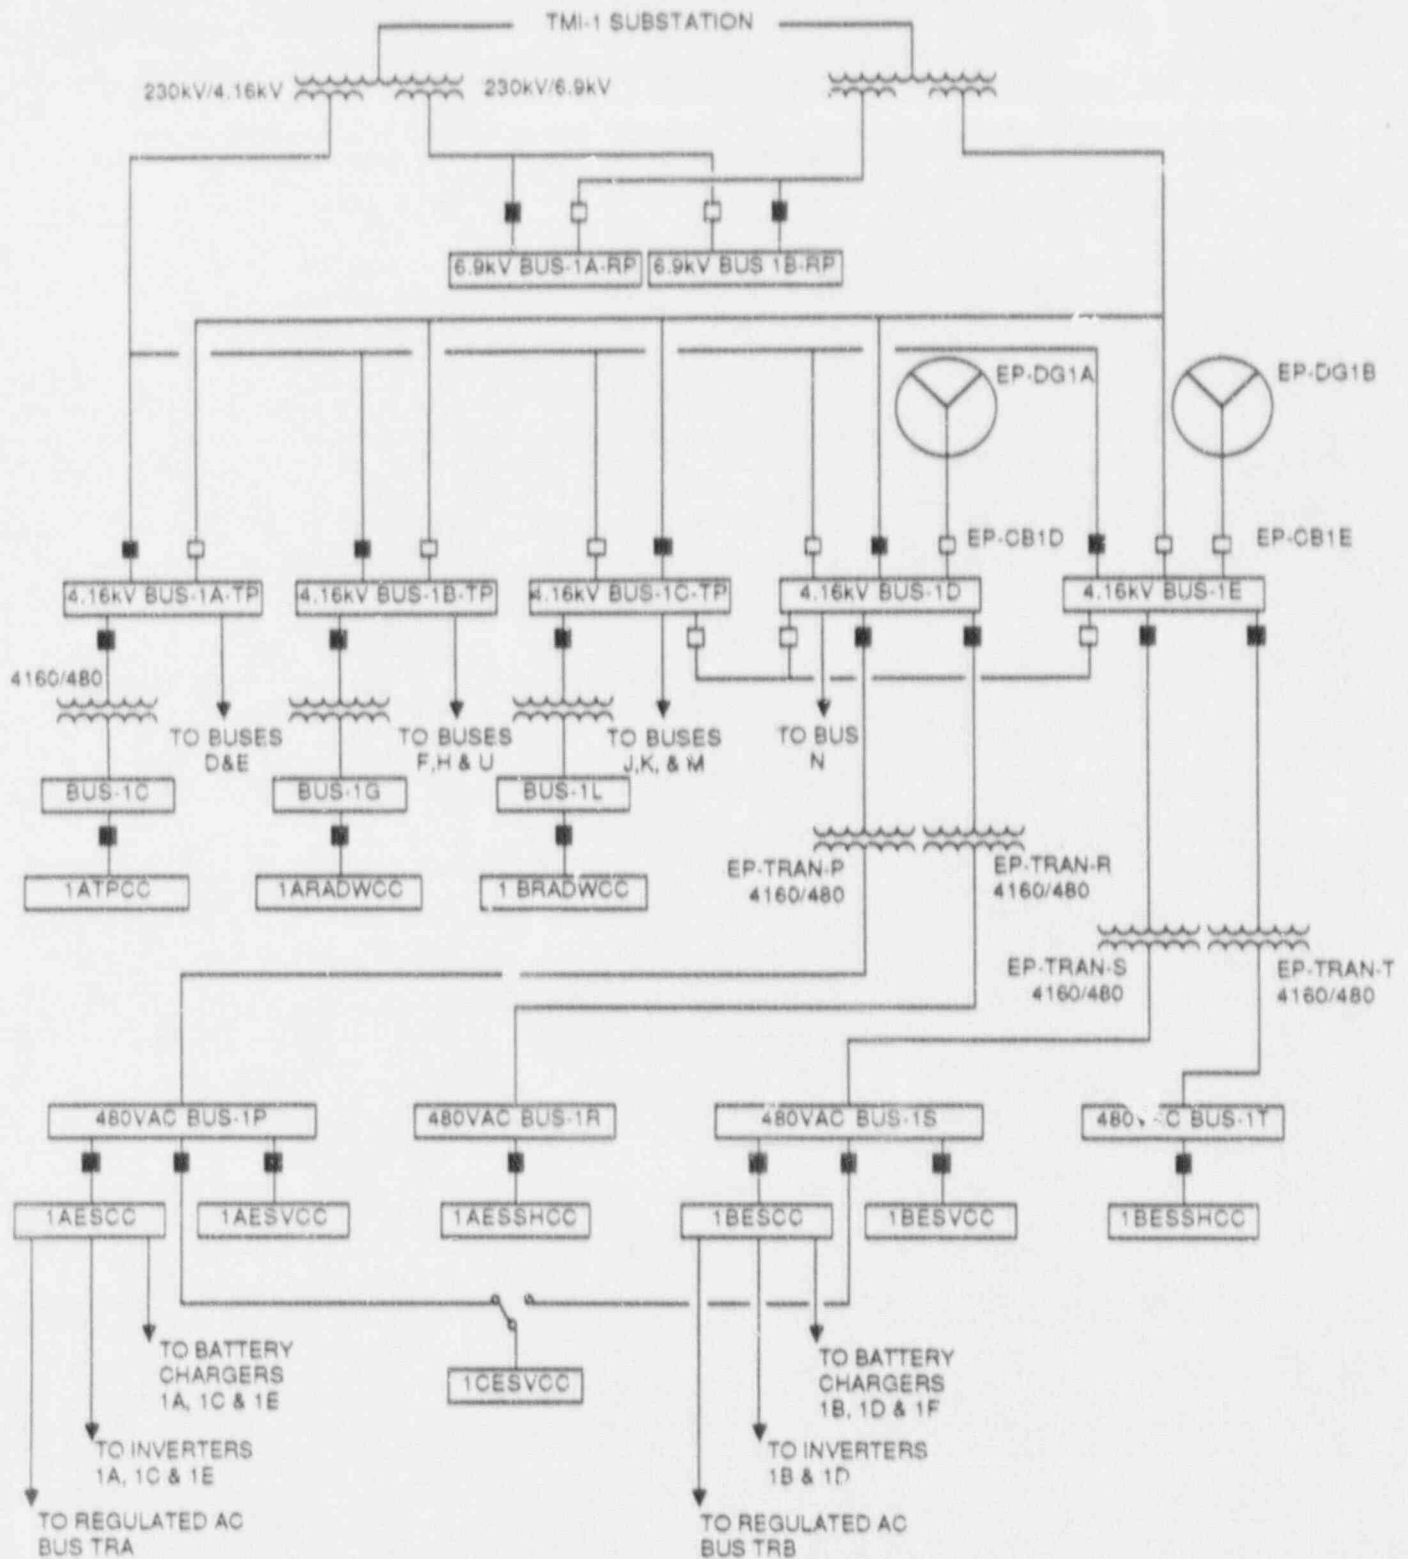 TMI-1 SUBSTATION
230kV/4.16kV
230kV/6.9kV
6.9kV BUS-1A-RP
6.9kV BUS 1B-RP
EP-DG1A
EP-DG1B
EP-CB1D
EP-CB1E
4.16kV BUS-1A-TP
4.16kV BUS-1B-TP
4.16kV BUS-1C-TP
4.16kV BUS-1D
4.16kV BUS-1E
4160/480
TO BUSES
D&E
TO BUSES
F,H & U
TO BUSES
J,K, & M
TO BUS
N
BUS-1C
BUS-1G
BUS-1L
1ATPCC
1ARADWCC
1 BRADWCC
EP-TRAN-P
4160/480
EP-TRAN-R
4160/480
EP-TRAN-S
4160/480
EP-TRAN-T
4160/480
480VAC BUS-1P
480VAC BUS-1R
480VAC BUS-1S
480V C BUS-1T
1AESCC
1AESVCC
1AESSHCC
1BESCC
1BESVCC
1BESSHCC
1CESVCC
TO BATTERY
CHARGERS
1A, 1C & 1E
TO INVERTERS
1A, 1C & 1E
TO REGULATED AC
BUS TRA
TO BATTERY
CHARGERS
1B, 1D & 1F
TO INVERTERS
1B & 1D
TO REGULATED AC
BUS TRB